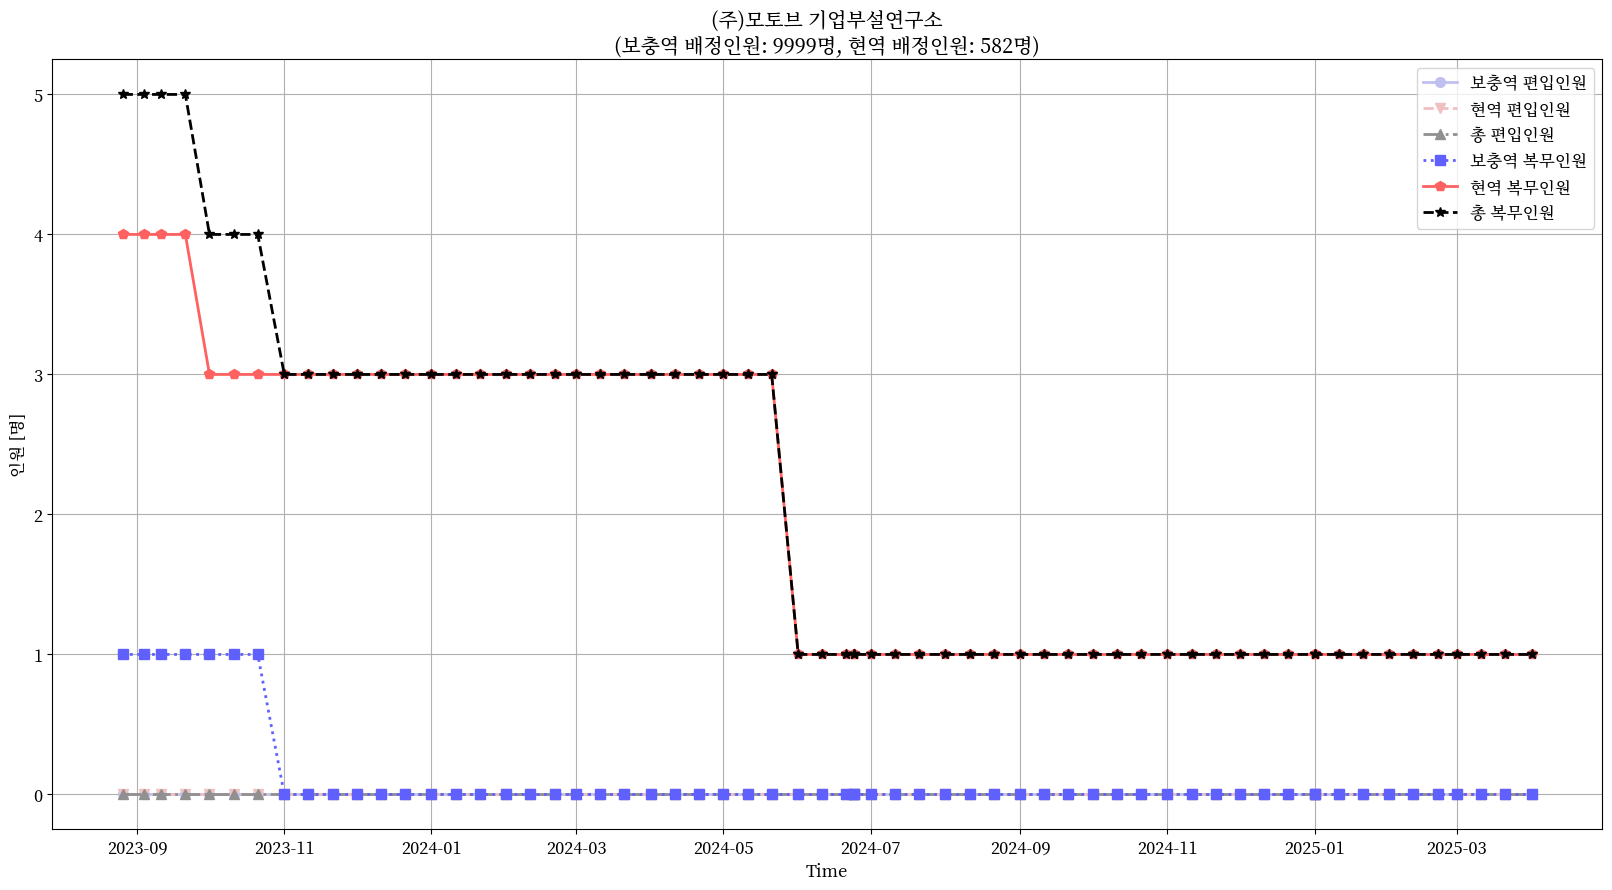 (주)모토브 기업부설연구소
(보충역 배정인원: 9999명, 현역 배정인원: 582명)
보충역 편입인원
현역 편입인원
총 편입인원
보충역 복무인원
현역 복무인원
총 복무인원
인원 [명]
5
4
3
2
1
0
2023-09 2023-11 2024-01 2024-03 2024-05 2024-07 2024-09 2024-11 2025-01 2025-03
Time